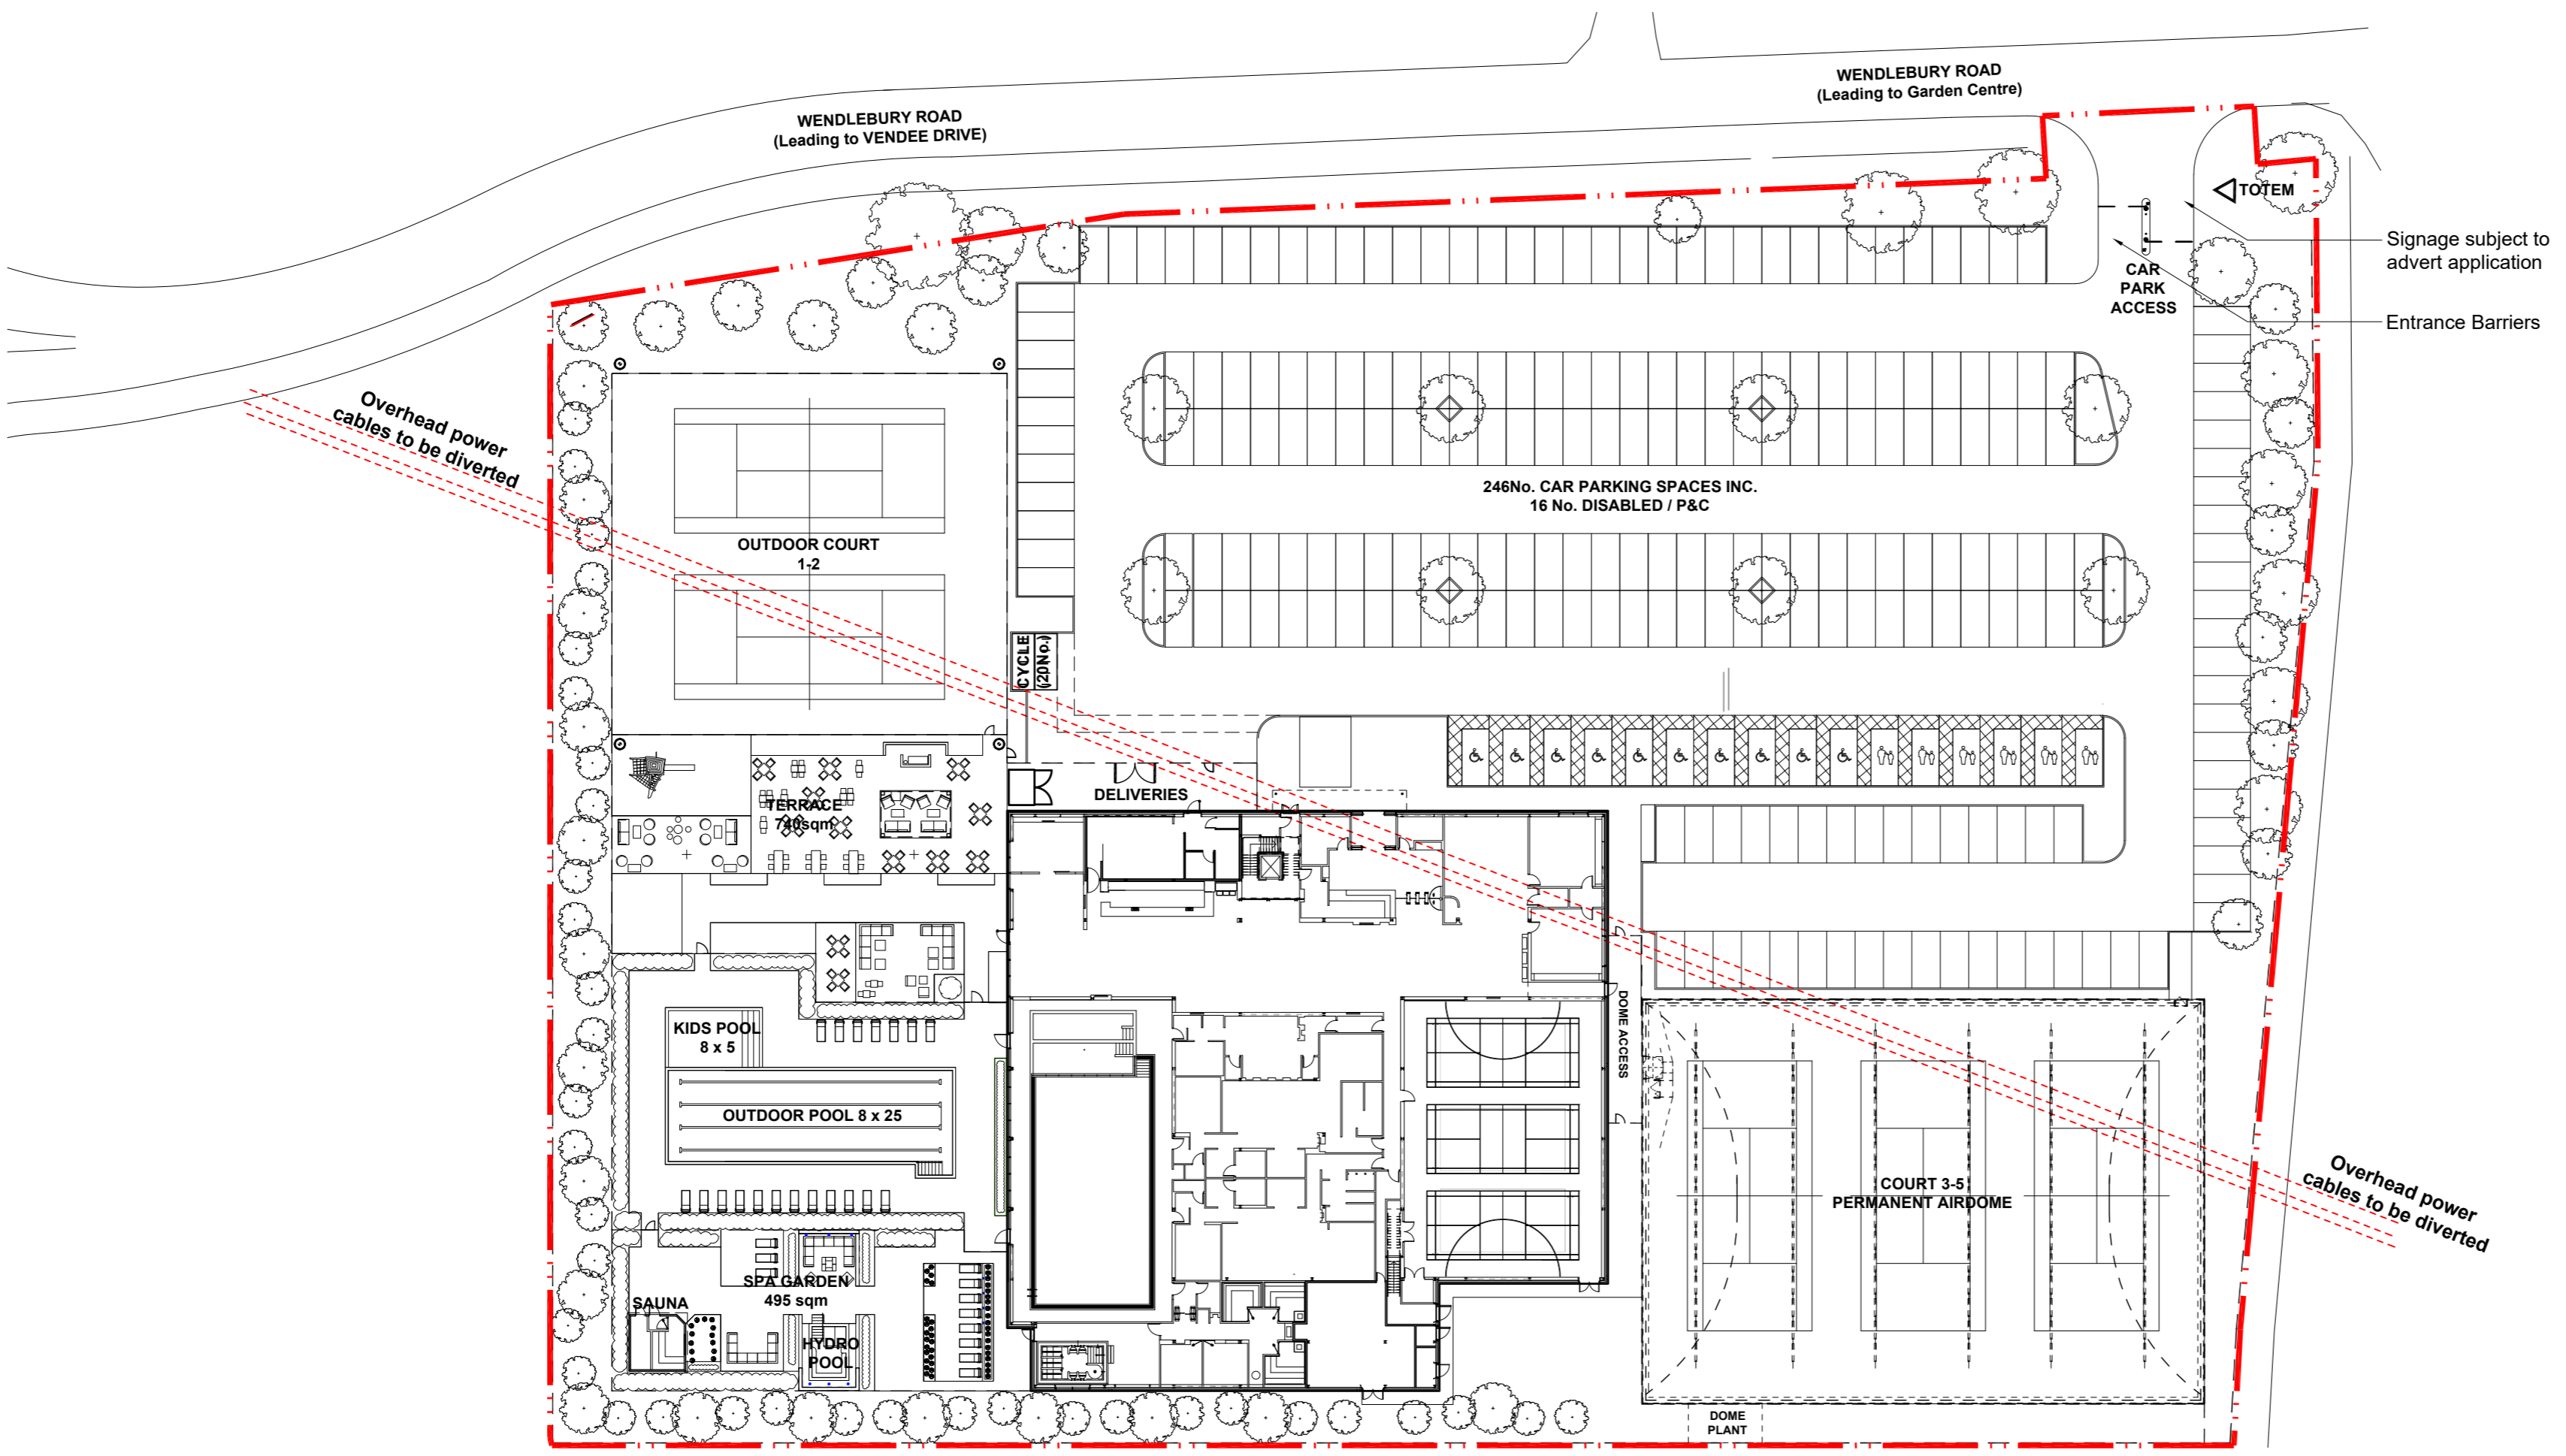 WENDLEBURY ROAD
(Leading to Garden Centre)
WENDLEBURY ROAD
(Leading to VENDEE DRIVE)
TOTEM
Signage subject to
advert application
CAR
PARK
ACCESS
Entrance Barriers
Overhead power
cables to be diverted
246No. CAR PARKING SPACES INC.
16 No. DISABLED / P&C
OUTDOOR COURT
1-2
CYCLE
(20No.)
DELIVERIES
TERRACE
740sqm
DOME ACCESS
KIDS POOL
8 x 5
OUTDOOR POOL 8 x 25
COURT 3-5
PERMANENT AIRDOME
Overhead power
cables to be diverted
SPA GARDEN
495 sqm
SAUNA
HYDRO
POOL
DOME
PLANT